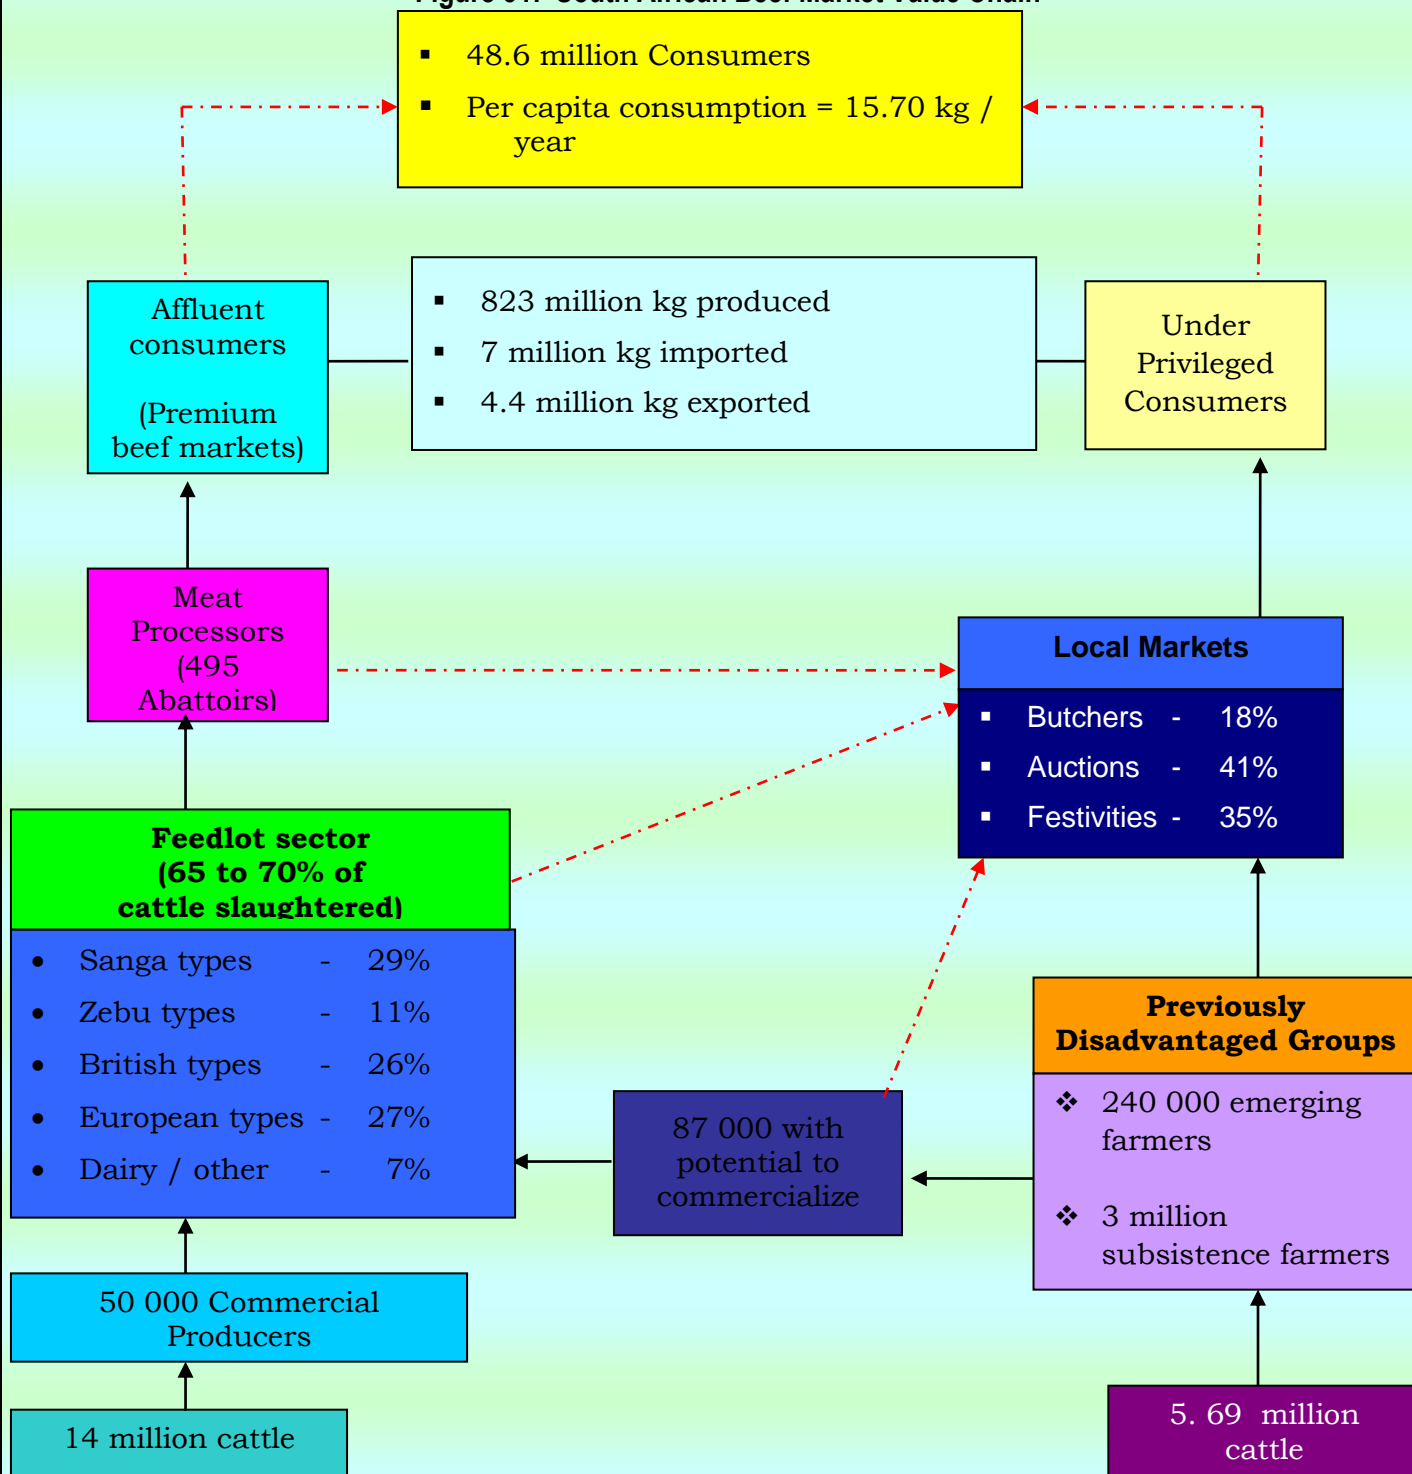 48.6 million Consumers
Per capita consumption = 15.70 kg /
year
Affluent
consumers
(Premium
beef markets)
823 million kg produced
7 million kg imported
4.4 million kg exported
Under
Privileged
Consumers
Meat
Processors
(495
Abattoirs)
Local Markets
Butchers - 18%
Auctions - 41%
Festivities - 35%
Feedlot sector
(65 to 70% of
cattle slaughtered)
Sanga types - 29%
Zebu types - 11%
British types - 26%
European types - 27%
Dairy / other - 7%
Previously
Disadvantaged Groups
240 000 emerging
farmers
3 million
subsistence farmers
87 000 with
potential to
commercialize
50 000 Commercial
Producers
14 million cattle
5. 69 million
cattle